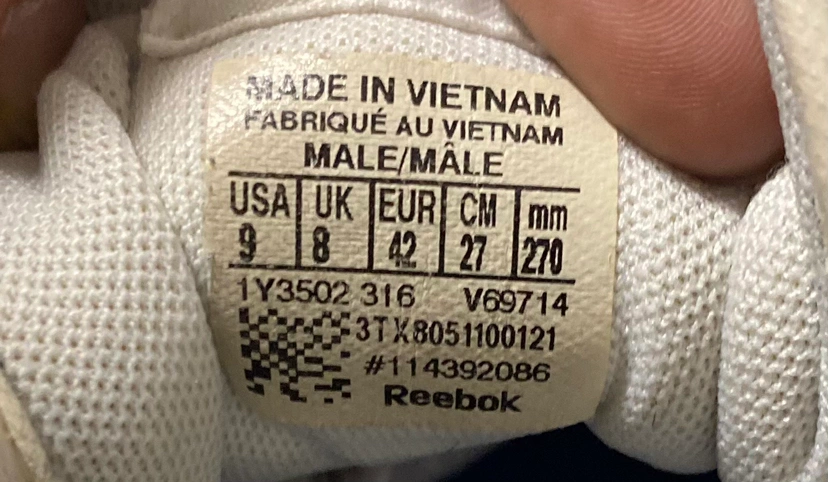 MADE IN VIETNAM
FABRIQUÉ AU VIETNAM
MALE/MÂLE
USA UK EUR CM mm
9 8 42 27 270
1Y3502 316 V69714
3TX8051100121
#114392086
Reebok